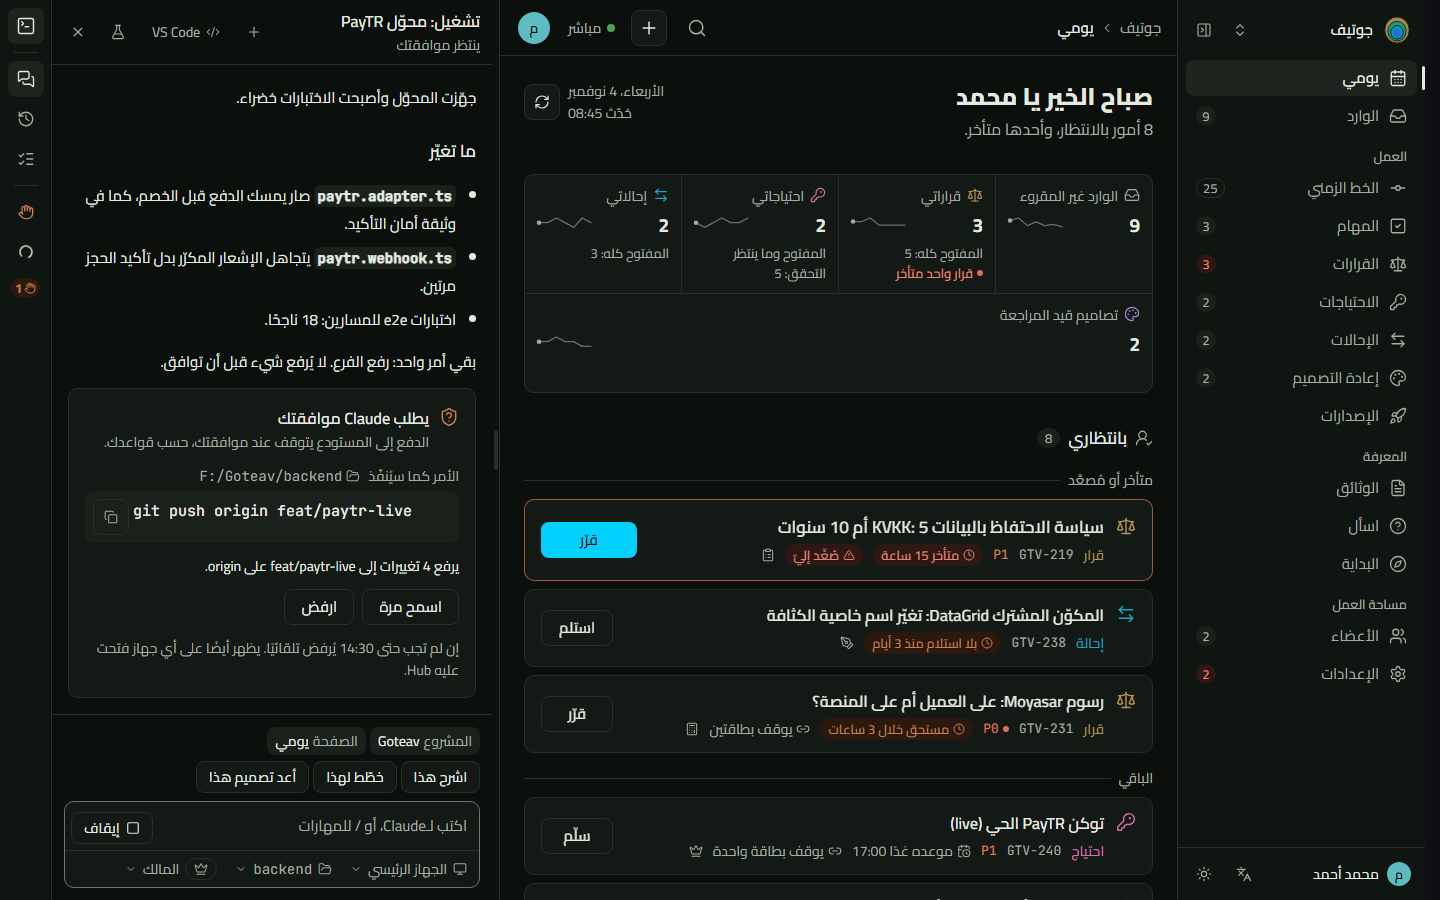 جوتيف
يومي
الوارد 9
العمل
الخط الزمني 25
المهام 3
القرارات 3
الاحتياجات 2
الإحالات 2
إعادة التصميم 2
الإصدارات
المعرفة
الوثائق
اسأل
البداية
مساحة العمل
الأعضاء 2
الإعدادات 2
م محمد أحمد
جوتيف › يومي
مباشر
م
صباح الخير يا محمد
8 أمور بالانتظار، وأحدها متأخر.
الأربعاء، 4 نوفمبر
حُدّث 08:45
الوارد غير المقروء
9
قراراتي
3
المفتوح كله: 5
قرار واحد متأخر
احتياجاتي
2
المفتوح وما ينتظر
التحقق: 5
إحالاتي
2
المفتوح كله: 3
تصاميم قيد المراجعة
2
بانتظاري 8
متأخر أو مُصعَّد
سياسة الاحتفاظ بالبيانات KVKK: 5 أم 10 سنوات
قرار GTV-219 P1 متأخر 15 ساعة صُعِّد إليّ
قرّر
المكوّن المشترك DataGrid: تغيّر اسم خاصية الكثافة
إحالة GTV-238 بلا استلام منذ 3 أيام
استلم
رسوم Moyasar: على العميل أم على المنصة؟
قرار GTV-231 P0 مستحق خلال 3 ساعات يوقف بطاقتين
قرّر
الباقي
توكن PayTR الحي (live)
احتياج GTV-240 P1 موعده غدًا 17:00 يوقف بطاقة واحدة
سلّم
تشغيل: محوّل PayTR
ينتظر موافقتك
VS Code
جهّزت المحوّل وأصبحت الاختبارات خضراء.
ما تغيّر
paytr.adapter.ts صار يمسك الدفع قبل الخصم، كما في
وثيقة أمان التأكيد.
paytr.webhook.ts يتجاهل الإشعار المكرّر بدل تأكيد الحجز
مرتين.
اختبارات e2e للمسارين: 18 ناجحًا.
بقي أمر واحد: رفع الفرع. لا يُرفع شيء قبل أن توافق.
يطلب Claude موافقتك
الدفع إلى المستودع يتوقف عند موافقتك، حسب قواعدك.
الأمر كما سيُنفَّذ F:/Goteav/backend
git push origin feat/paytr-live
يرفع 4 تغييرات إلى feat/paytr-live على origin.
اسمح مرة
ارفض
إن لم تجب حتى 14:30 يُرفض تلقائيًا. يظهر أيضًا على أي جهاز فتحت
عليه Hub.
المشروع Goteav
الصفحة يومي
اشرح هذا
خطّط لهذا
أعد تصميم هذا
اكتب لـClaude، أو / للمهارات
إيقاف
الجهاز الرئيسي
backend
المالك
1